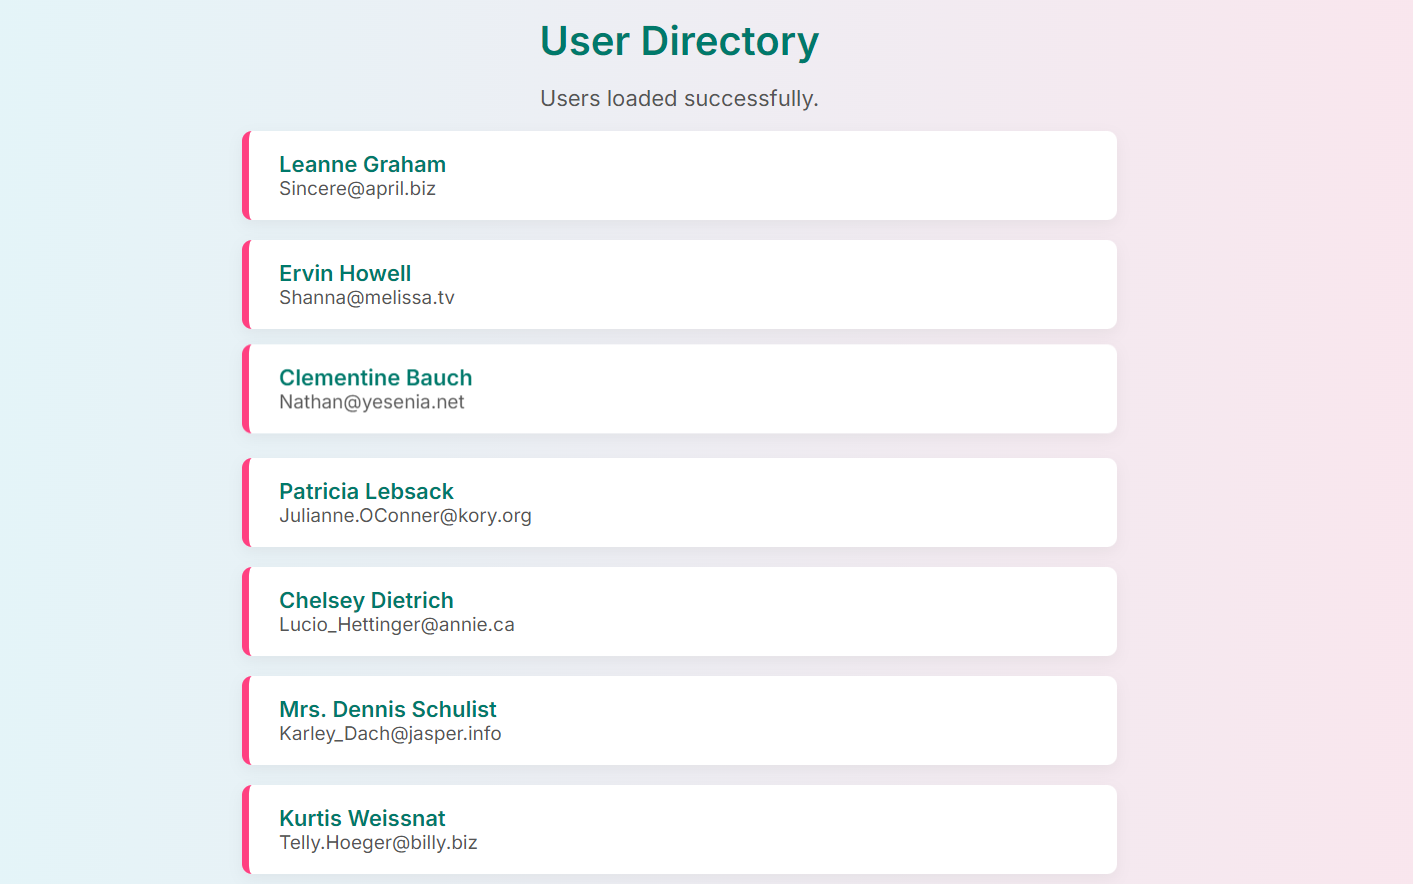 User Directory
Users loaded successfully.
Leanne Graham
Sincere@april.biz
Ervin Howell
Shanna@melissa.tv
Clementine Bauch
Nathan@yesenia.net
Patricia Lebsack
Julianne.OConner@kory.org
Chelsey Dietrich
Lucio_Hettinger@annie.ca
Mrs. Dennis Schulist
Karley_Dach@jasper.info
Kurtis Weissnat
Telly.Hoeger@billy.biz